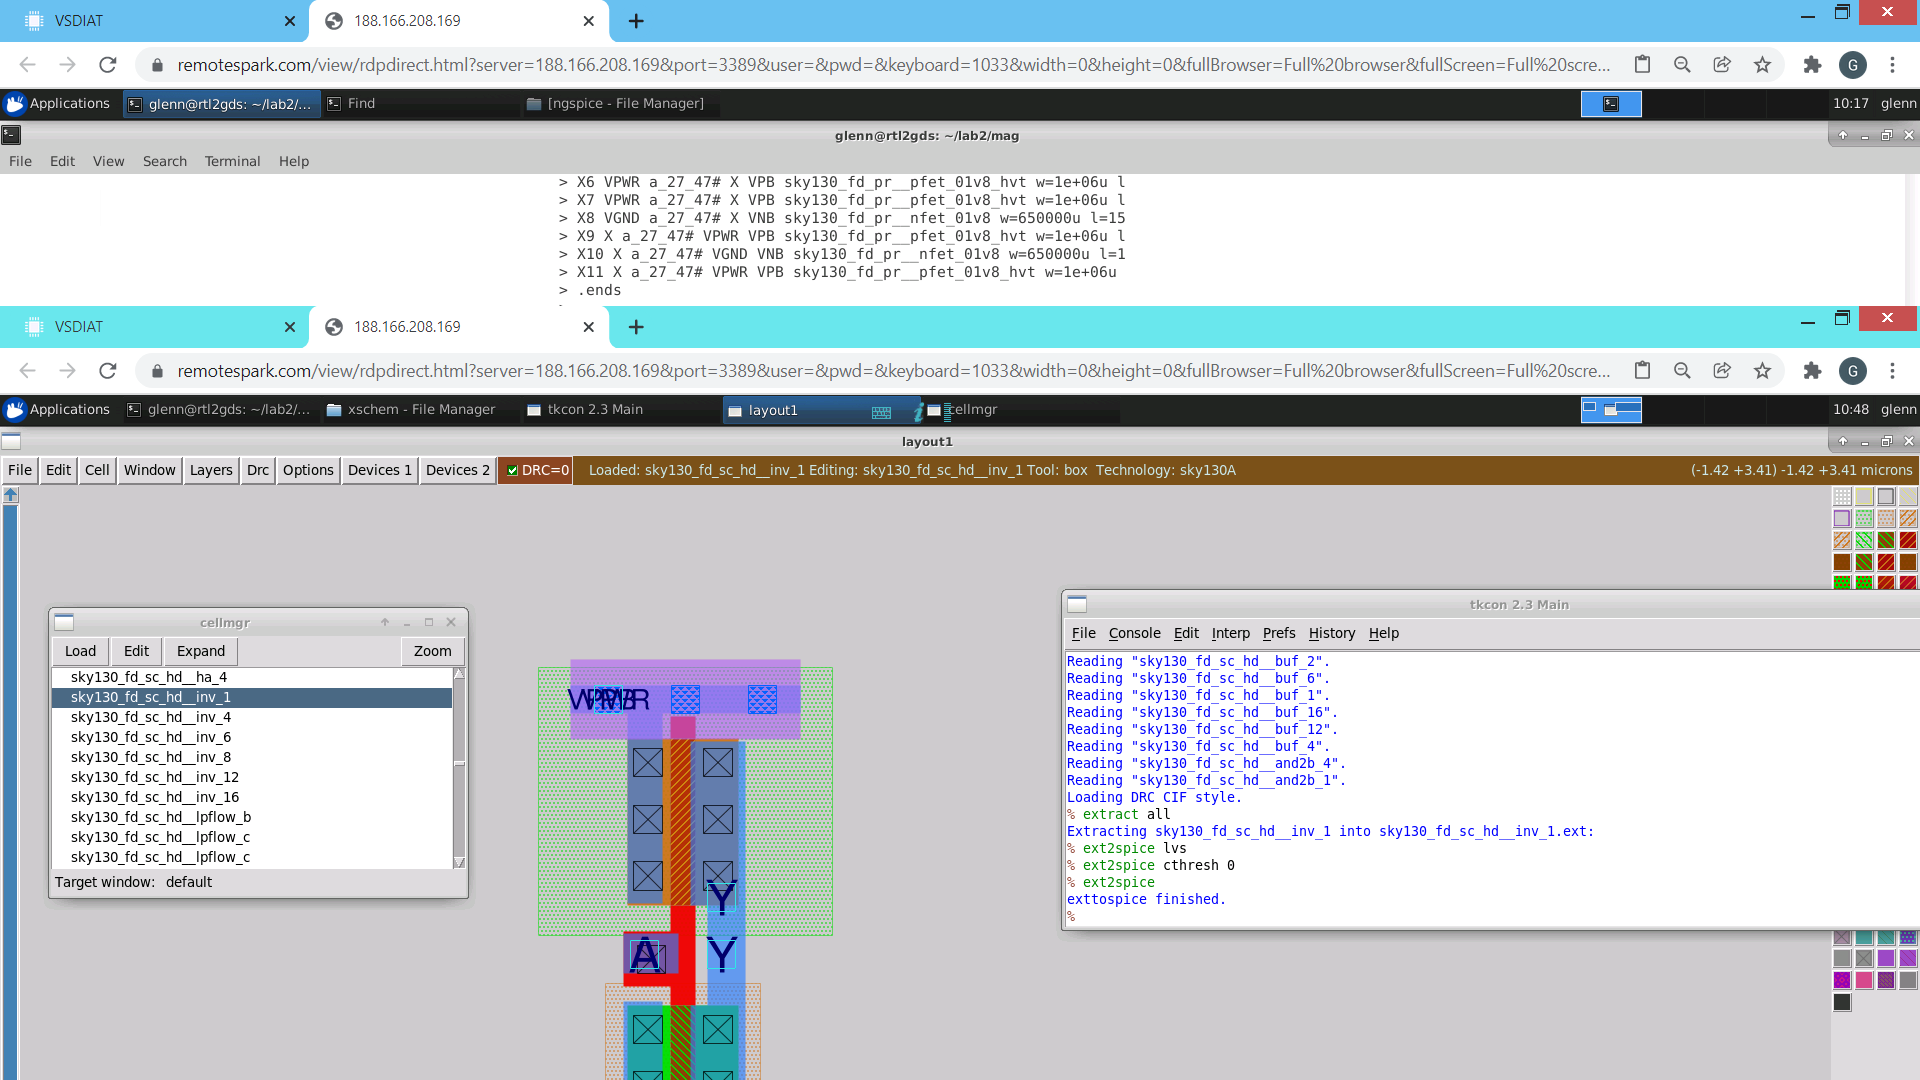 VSDIAT
188.166.208.169
remotespark.com/view/rdpdirect.html?server=188.166.208.169&port=3389&user=&pwd=&keyboard=1033&width=0&height=0&fullBrowser=Full%20browser&fullScreen=Full%20scre...
G
Applications
glenn@rtl2gds: ~/lab2/...
Find
[ngspice - File Manager]
10:17
glenn
glenn@rtl2gds: ~/lab2/mag
File Edit View Search Terminal Help
> X6 VPWR a_27_47# X VPB sky130_fd_pr__pfet_01v8_hvt w=1e+06u l
> X7 VPWR a_27_47# X VPB sky130_fd_pr__pfet_01v8_hvt w=1e+06u l
> X8 VGND a_27_47# X VNB sky130_fd_pr__nfet_01v8 w=650000u l=15
> X9 X a_27_47# VPWR VPB sky130_fd_pr__pfet_01v8_hvt w=1e+06u l
> X10 X a_27_47# VGND VNB sky130_fd_pr__nfet_01v8 w=650000u l=1
> X11 X a_27_47# VPWR VPB sky130_fd_pr__pfet_01v8_hvt w=1e+06u
> .ends
VSDIAT
188.166.208.169
remotespark.com/view/rdpdirect.html?server=188.166.208.169&port=3389&user=&pwd=&keyboard=1033&width=0&height=0&fullBrowser=Full%20browser&fullScreen=Full%20scre...
G
Applications
glenn@rtl2gds: ~/lab2/...
xschem - File Manager
tkcon 2.3 Main
layout1
cellmgr
10:48
glenn
layout1
File Edit Cell Window Layers Drc Options Devices 1 Devices 2 DRC=0 Loaded: sky130_fd_sc_hd__inv_1 Editing: sky130_fd_sc_hd__inv_1 Tool: box Technology: sky130A (-1.42 +3.41) -1.42 +3.41 microns
cellmgr
Load Edit Expand Zoom
sky130_fd_sc_hd__ha_4
sky130_fd_sc_hd__inv_1
sky130_fd_sc_hd__inv_4
sky130_fd_sc_hd__inv_6
sky130_fd_sc_hd__inv_8
sky130_fd_sc_hd__inv_12
sky130_fd_sc_hd__inv_16
sky130_fd_sc_hd__lpflow_b
sky130_fd_sc_hd__lpflow_c
sky130_fd_sc_hd__lpflow_c
Target window: default
Y
A
Y
tkcon 2.3 Main
File Console Edit Interp Prefs History Help
Reading "sky130_fd_sc_hd__buf_2".
Reading "sky130_fd_sc_hd__buf_6".
Reading "sky130_fd_sc_hd__buf_1".
Reading "sky130_fd_sc_hd__buf_16".
Reading "sky130_fd_sc_hd__buf_12".
Reading "sky130_fd_sc_hd__buf_4".
Reading "sky130_fd_sc_hd__and2b_4".
Reading "sky130_fd_sc_hd__and2b_1".
Loading DRC CIF style.
% extract all
Extracting sky130_fd_sc_hd__inv_1 into sky130_fd_sc_hd__inv_1.ext:
% ext2spice lvs
% ext2spice cthresh 0
% ext2spice
exttospice finished.
%